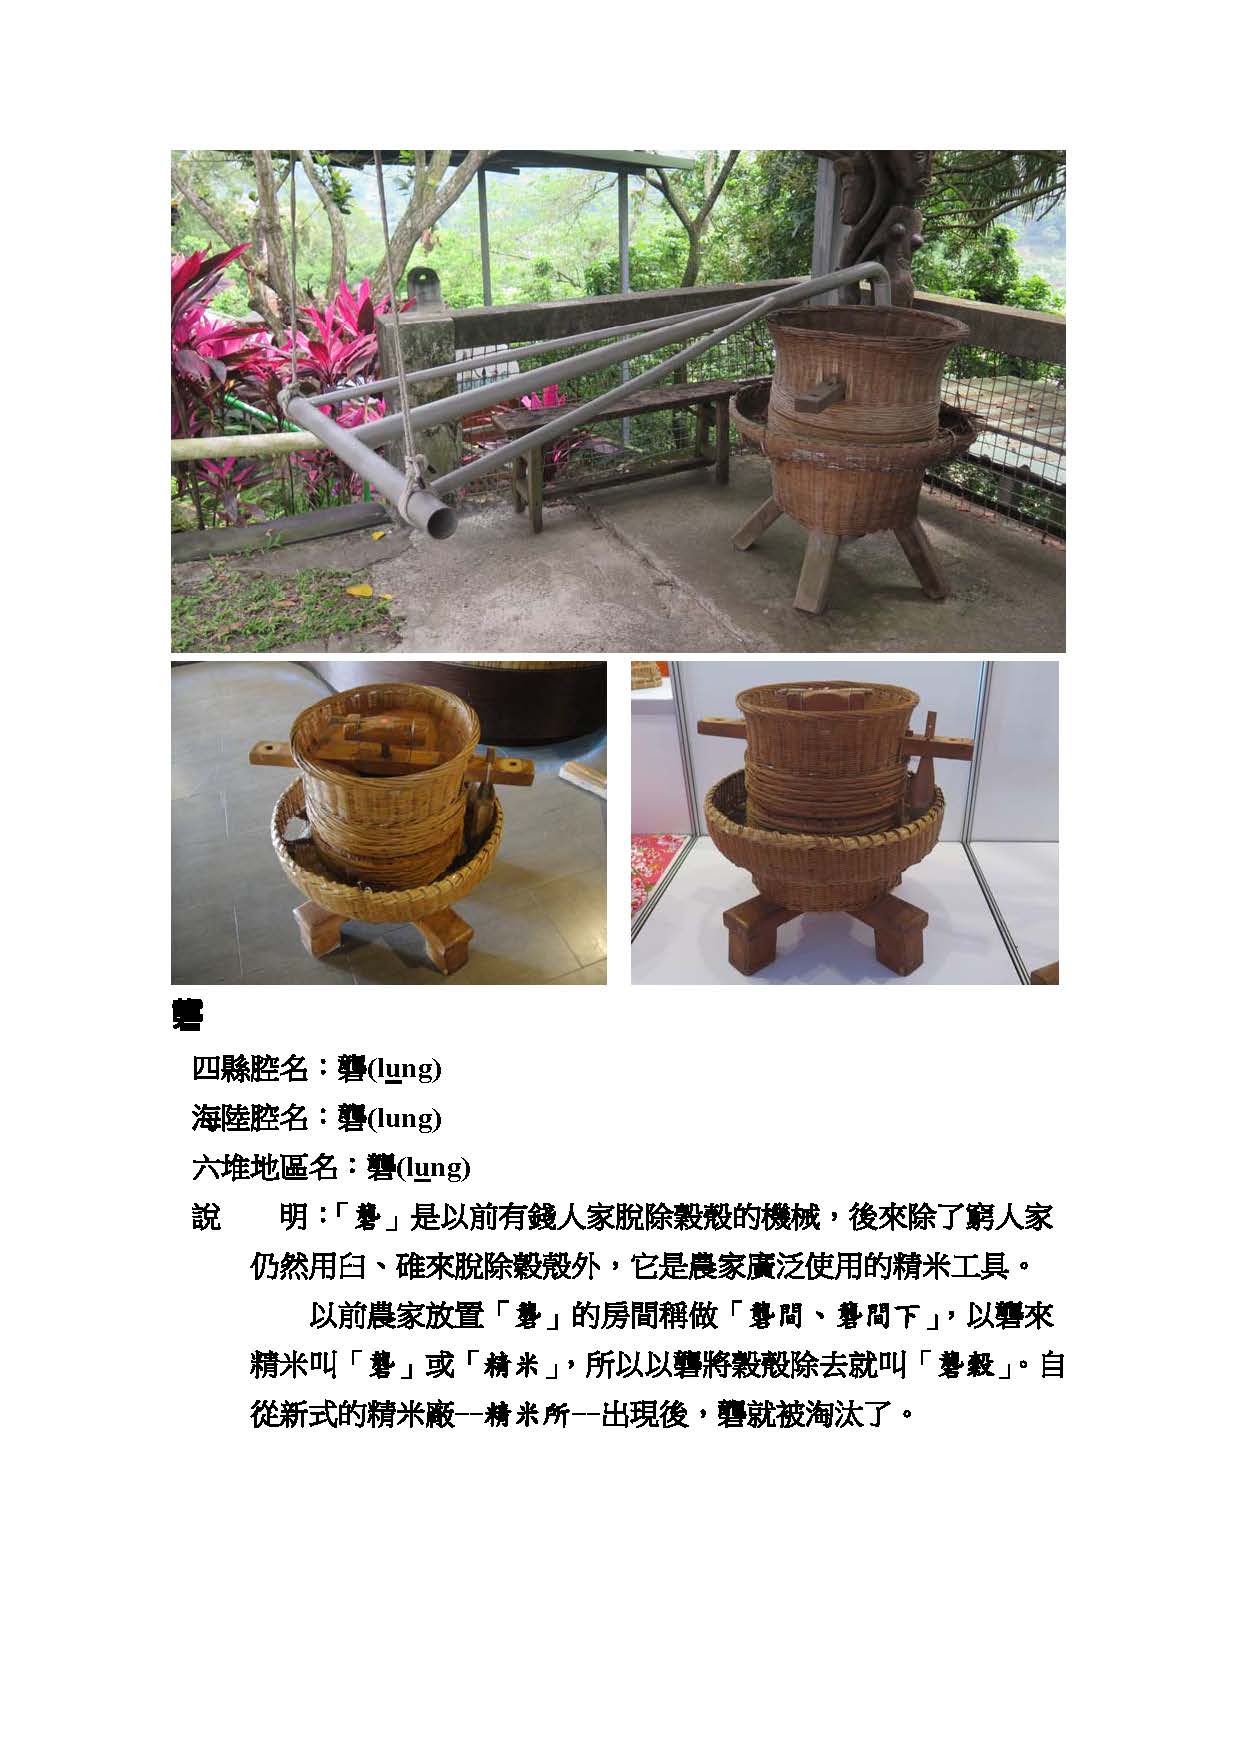 礱
四縣腔名：礱(lung)
海陸腔名：礱(lung)
六堆地區名：礱(lung)
說　　明：「礱」是以前有錢人家脫除穀殼的機械，後來除了窮人家
仍然用臼、碓來脫除穀殼外，它是農家廣泛使用的精米工具。
以前農家放置「礱」的房間稱做「礱間、礱間下」，以礱來
精米叫「礱」或「精米」，所以以礱將穀殼除去就叫「礱穀」。自
從新式的精米廠--精米所--出現後，礱就被淘汰了。